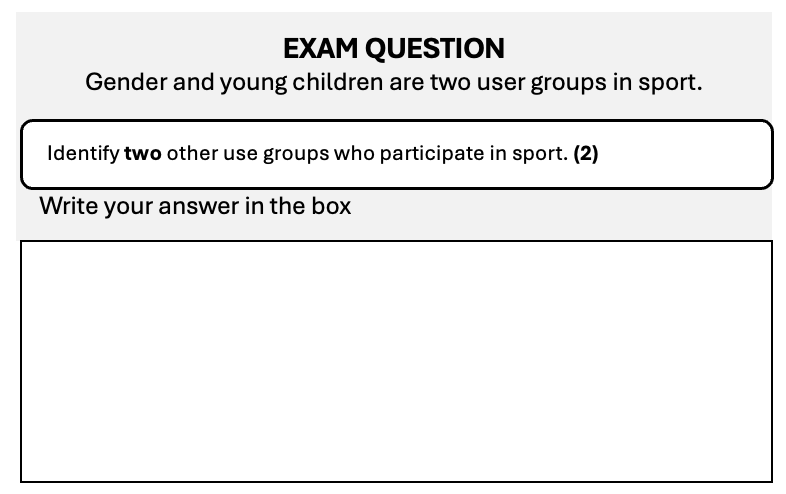 EXAM QUESTION
Gender and young children are two user groups in sport.
Identify two other use groups who participate in sport. (2)
Write your answer in the box